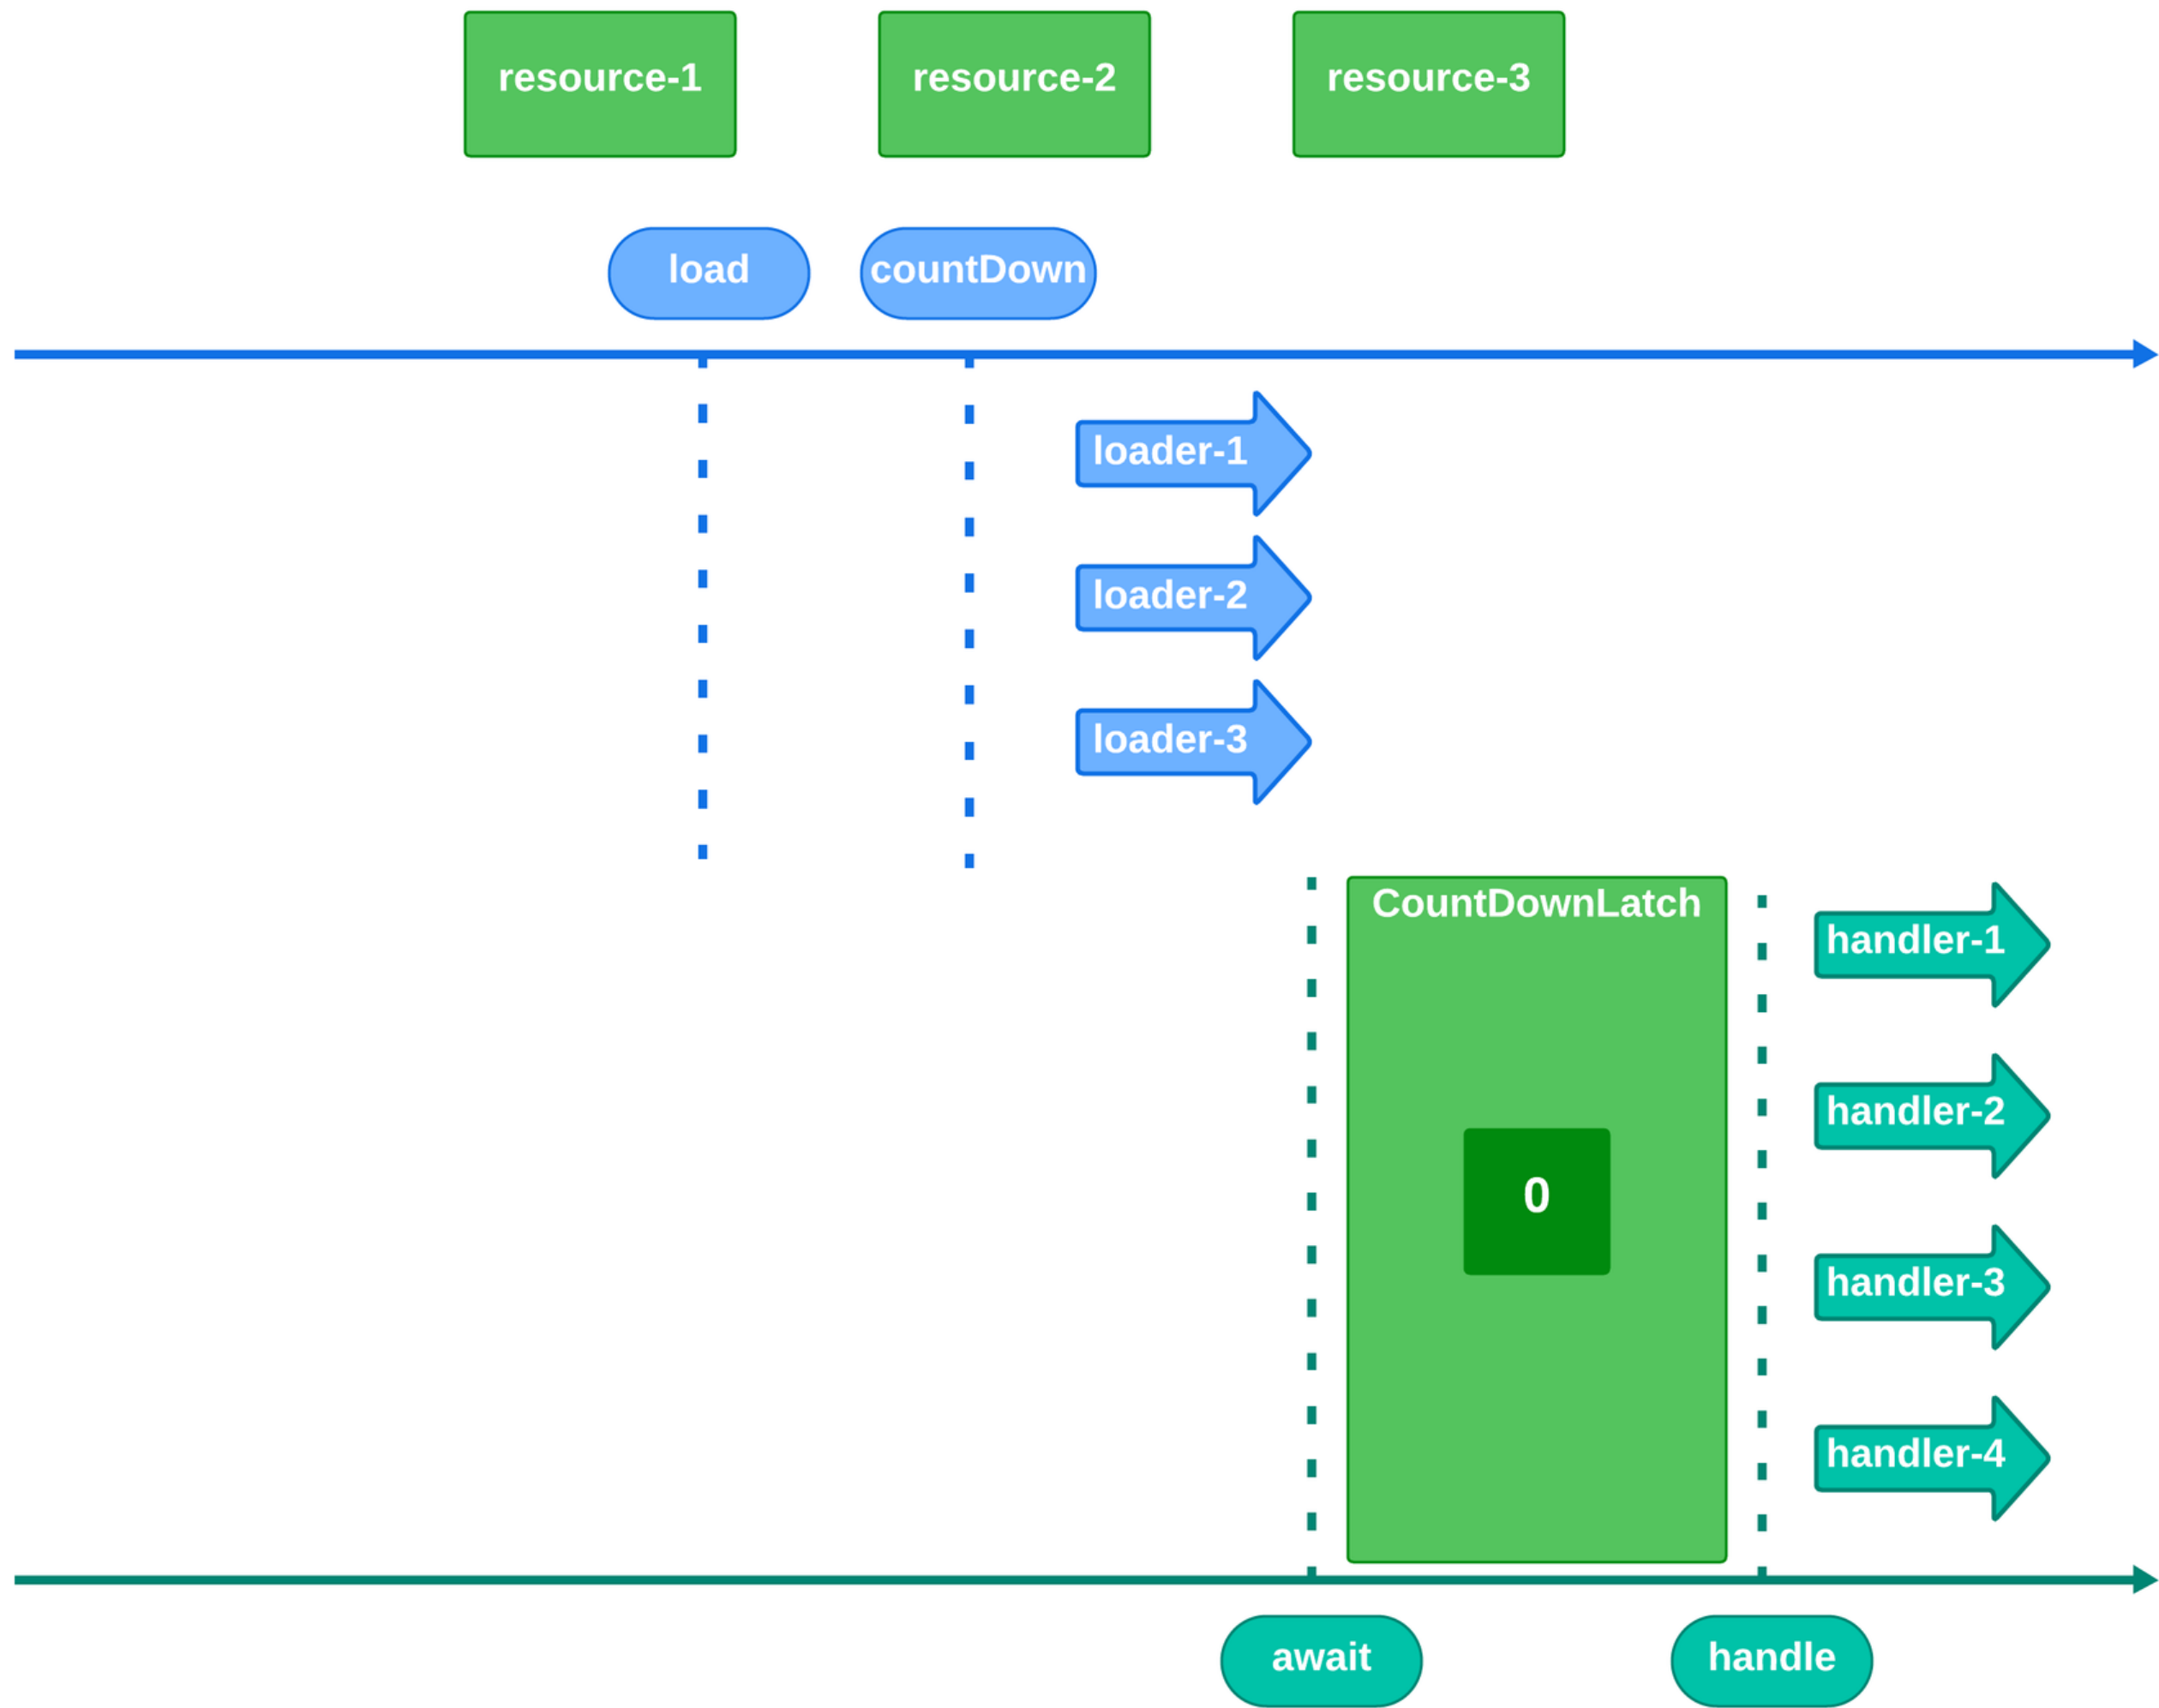 resource-1
resource-2
resource-3
load
countDown
loader-1
loader-2
loader-3
CountDownLatch
0
handler-1
handler-2
handler-3
handler-4
await
handle